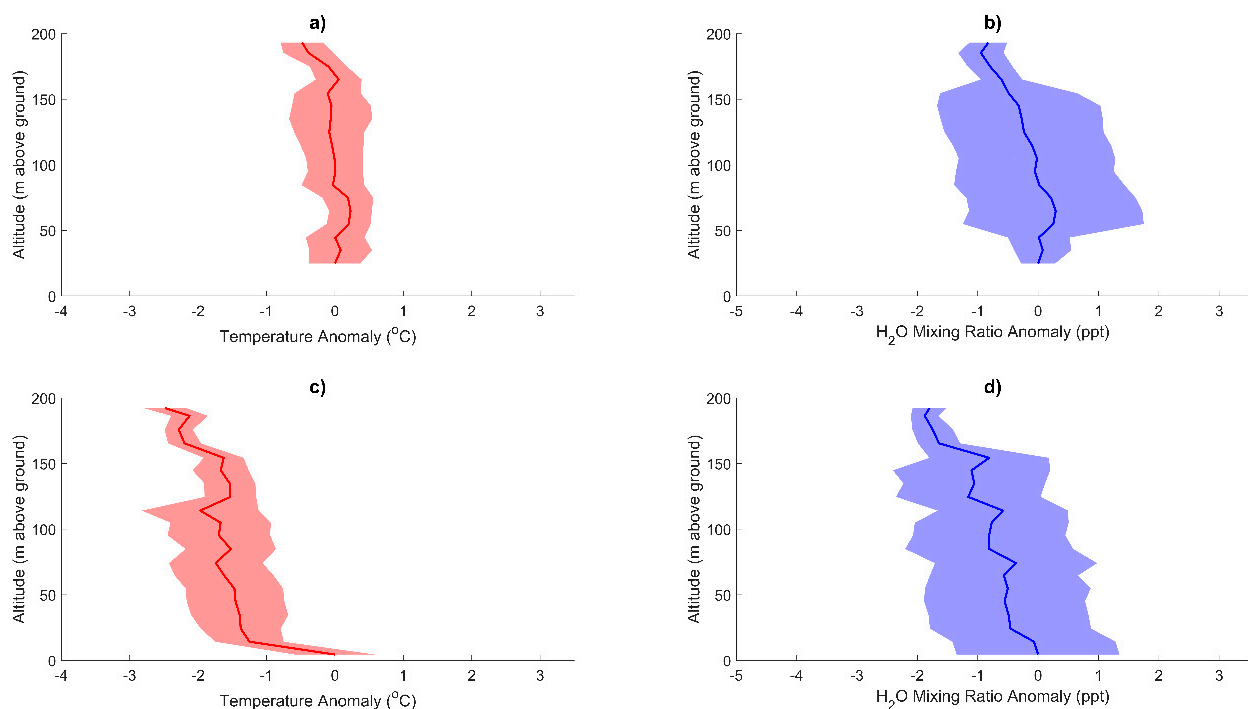 a)
200
150
100
50
0
Altitude (m above ground)
-4 -3 -2 -1 0 1 2 3
Temperature Anomaly (°C)
b)
200
150
100
50
0
Altitude (m above ground)
-5 -4 -3 -2 -1 0 1 2 3
H2O Mixing Ratio Anomaly (ppt)
c)
200
150
100
50
0
Altitude (m above ground)
-4 -3 -2 -1 0 1 2 3
Temperature Anomaly (°C)
d)
200
150
100
50
0
Altitude (m above ground)
-5 -4 -3 -2 -1 0 1 2 3
H2O Mixing Ratio Anomaly (ppt)